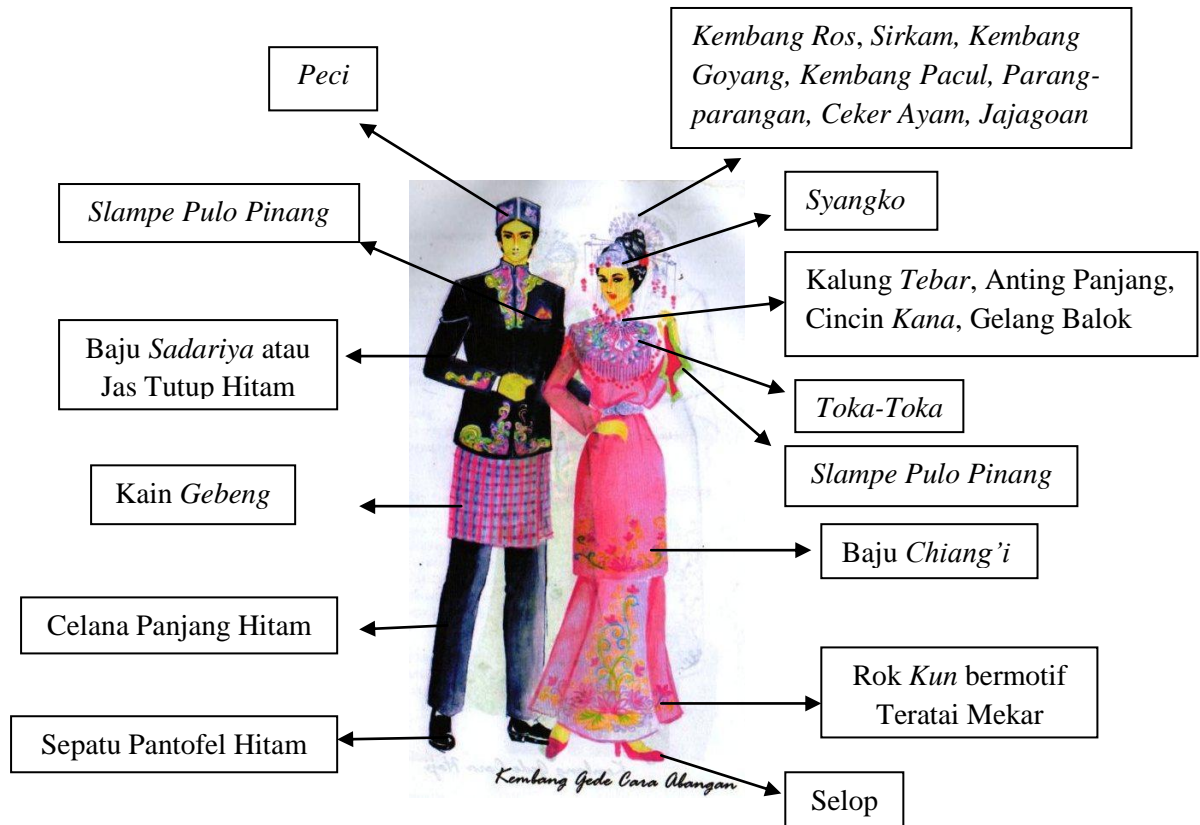 Peci
Kembang Ros, Sirkam, Kembang
Goyang, Kembang Pacul, Parang-
parangan, Ceker Ayam, Jajagoan
Slampe Pulo Pinang
Syangko
Kalung Tebar, Anting Panjang,
Cincin Kana, Gelang Balok
Baju Sadariya atau
Jas Tutup Hitam
Toka-Toka
Slampe Pulo Pinang
Kain Gebeng
Baju Chiang’i
Celana Panjang Hitam
Rok Kun bermotif
Teratai Mekar
Sepatu Pantofel Hitam
Kembang Gede Cara Abangan
Selop